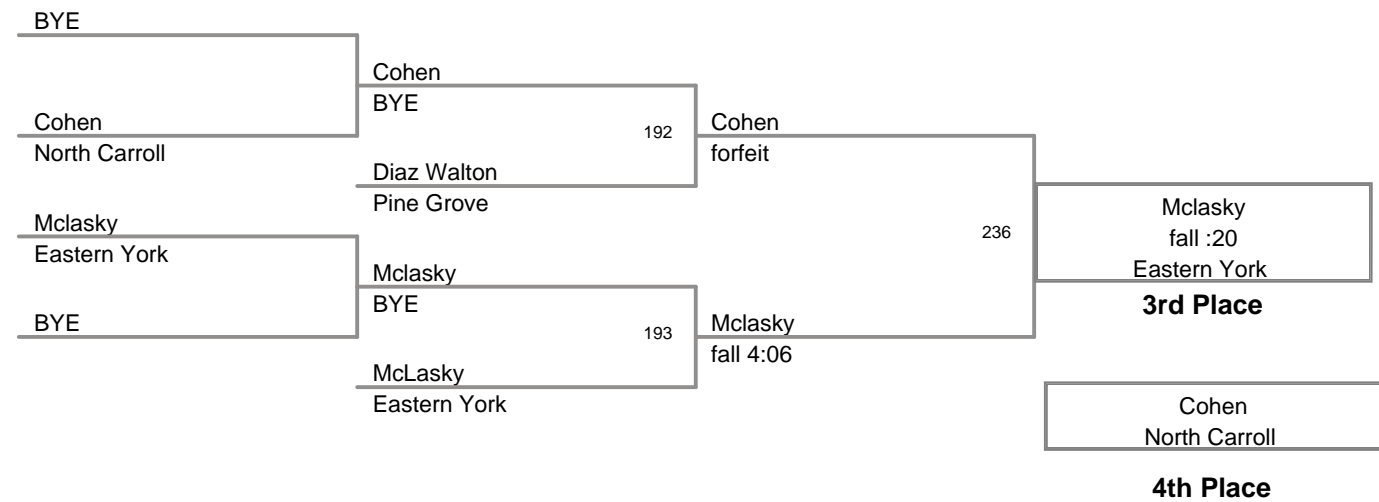 BYE
Cohen
BYE
Cohen
North Carroll
192
Cohen
forfeit
Diaz Walton
Pine Grove
Mclasky
Eastern York
236
Mclasky
fall :20
Eastern York
3rd Place
Mclasky
BYE
BYE
193
Mclasky
fall 4:06
McLasky
Eastern York
Cohen
North Carroll
4th Place